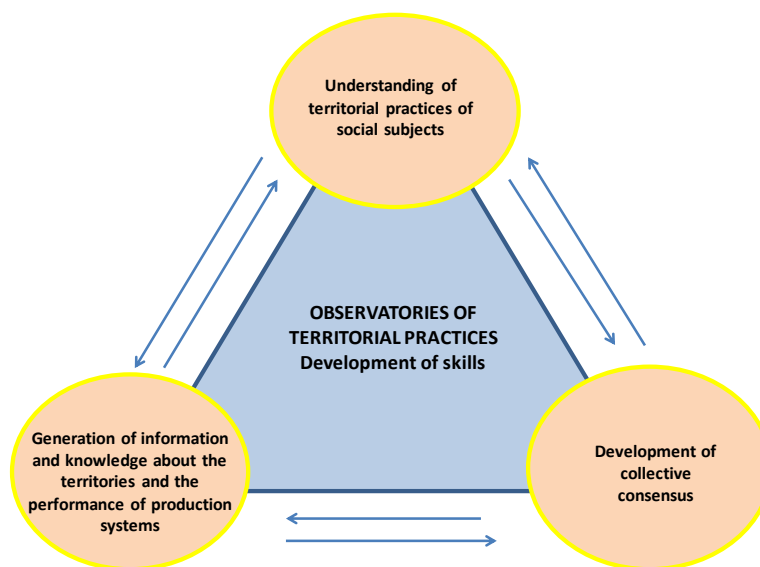 Understanding of
territorial practices of
social subjects
OBSERVATORIES OF
TERRITORIAL PRACTICES
Development of skills
Generation of information
and knowledge about the
territories and the
performance of production
systems
Development of
collective
consensus